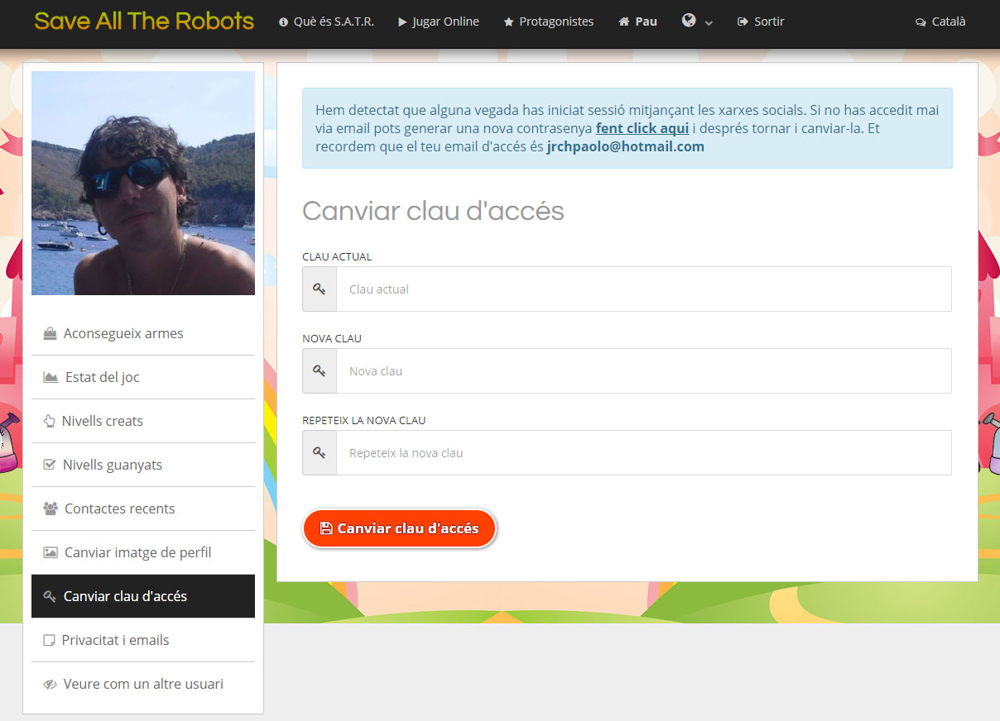 Save All The Robots
Què és S.A.T.R.
Jugar Online
Protagonistes
Pau
Sortir
Català
Hem detectat que alguna vegada has iniciat sessió mitjançant les xarxes socials. Si no has accedit mai
via email pots generar una nova contrasenya fent click aqui i després tornar i canviar-la. Et
recordem que el teu email d'accés és jrchpaolo@hotmail.com
Canviar clau d'accés
CLAU ACTUAL
Clau actual
NOVA CLAU
Nova clau
REPETEIX LA NOVA CLAU
Repeteix la nova clau
Canviar clau d'accés
Aconsegueix armes
Estat del joc
Nivells creats
Nivells guanyats
Contactes recents
Canviar imatge de perfil
Canviar clau d'accés
Privacitat i emails
Veure com un altre usuari